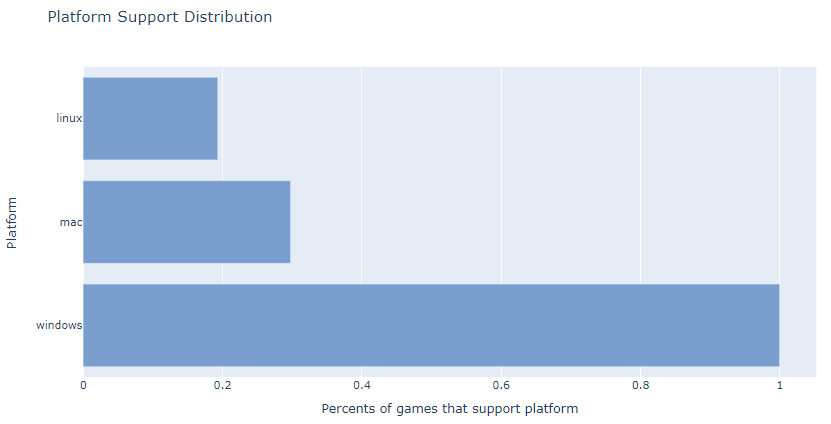 Platform Support Distribution
Platform
linux
mac
windows
0 0.2 0.4 0.6 0.8 1
Percents of games that support platform